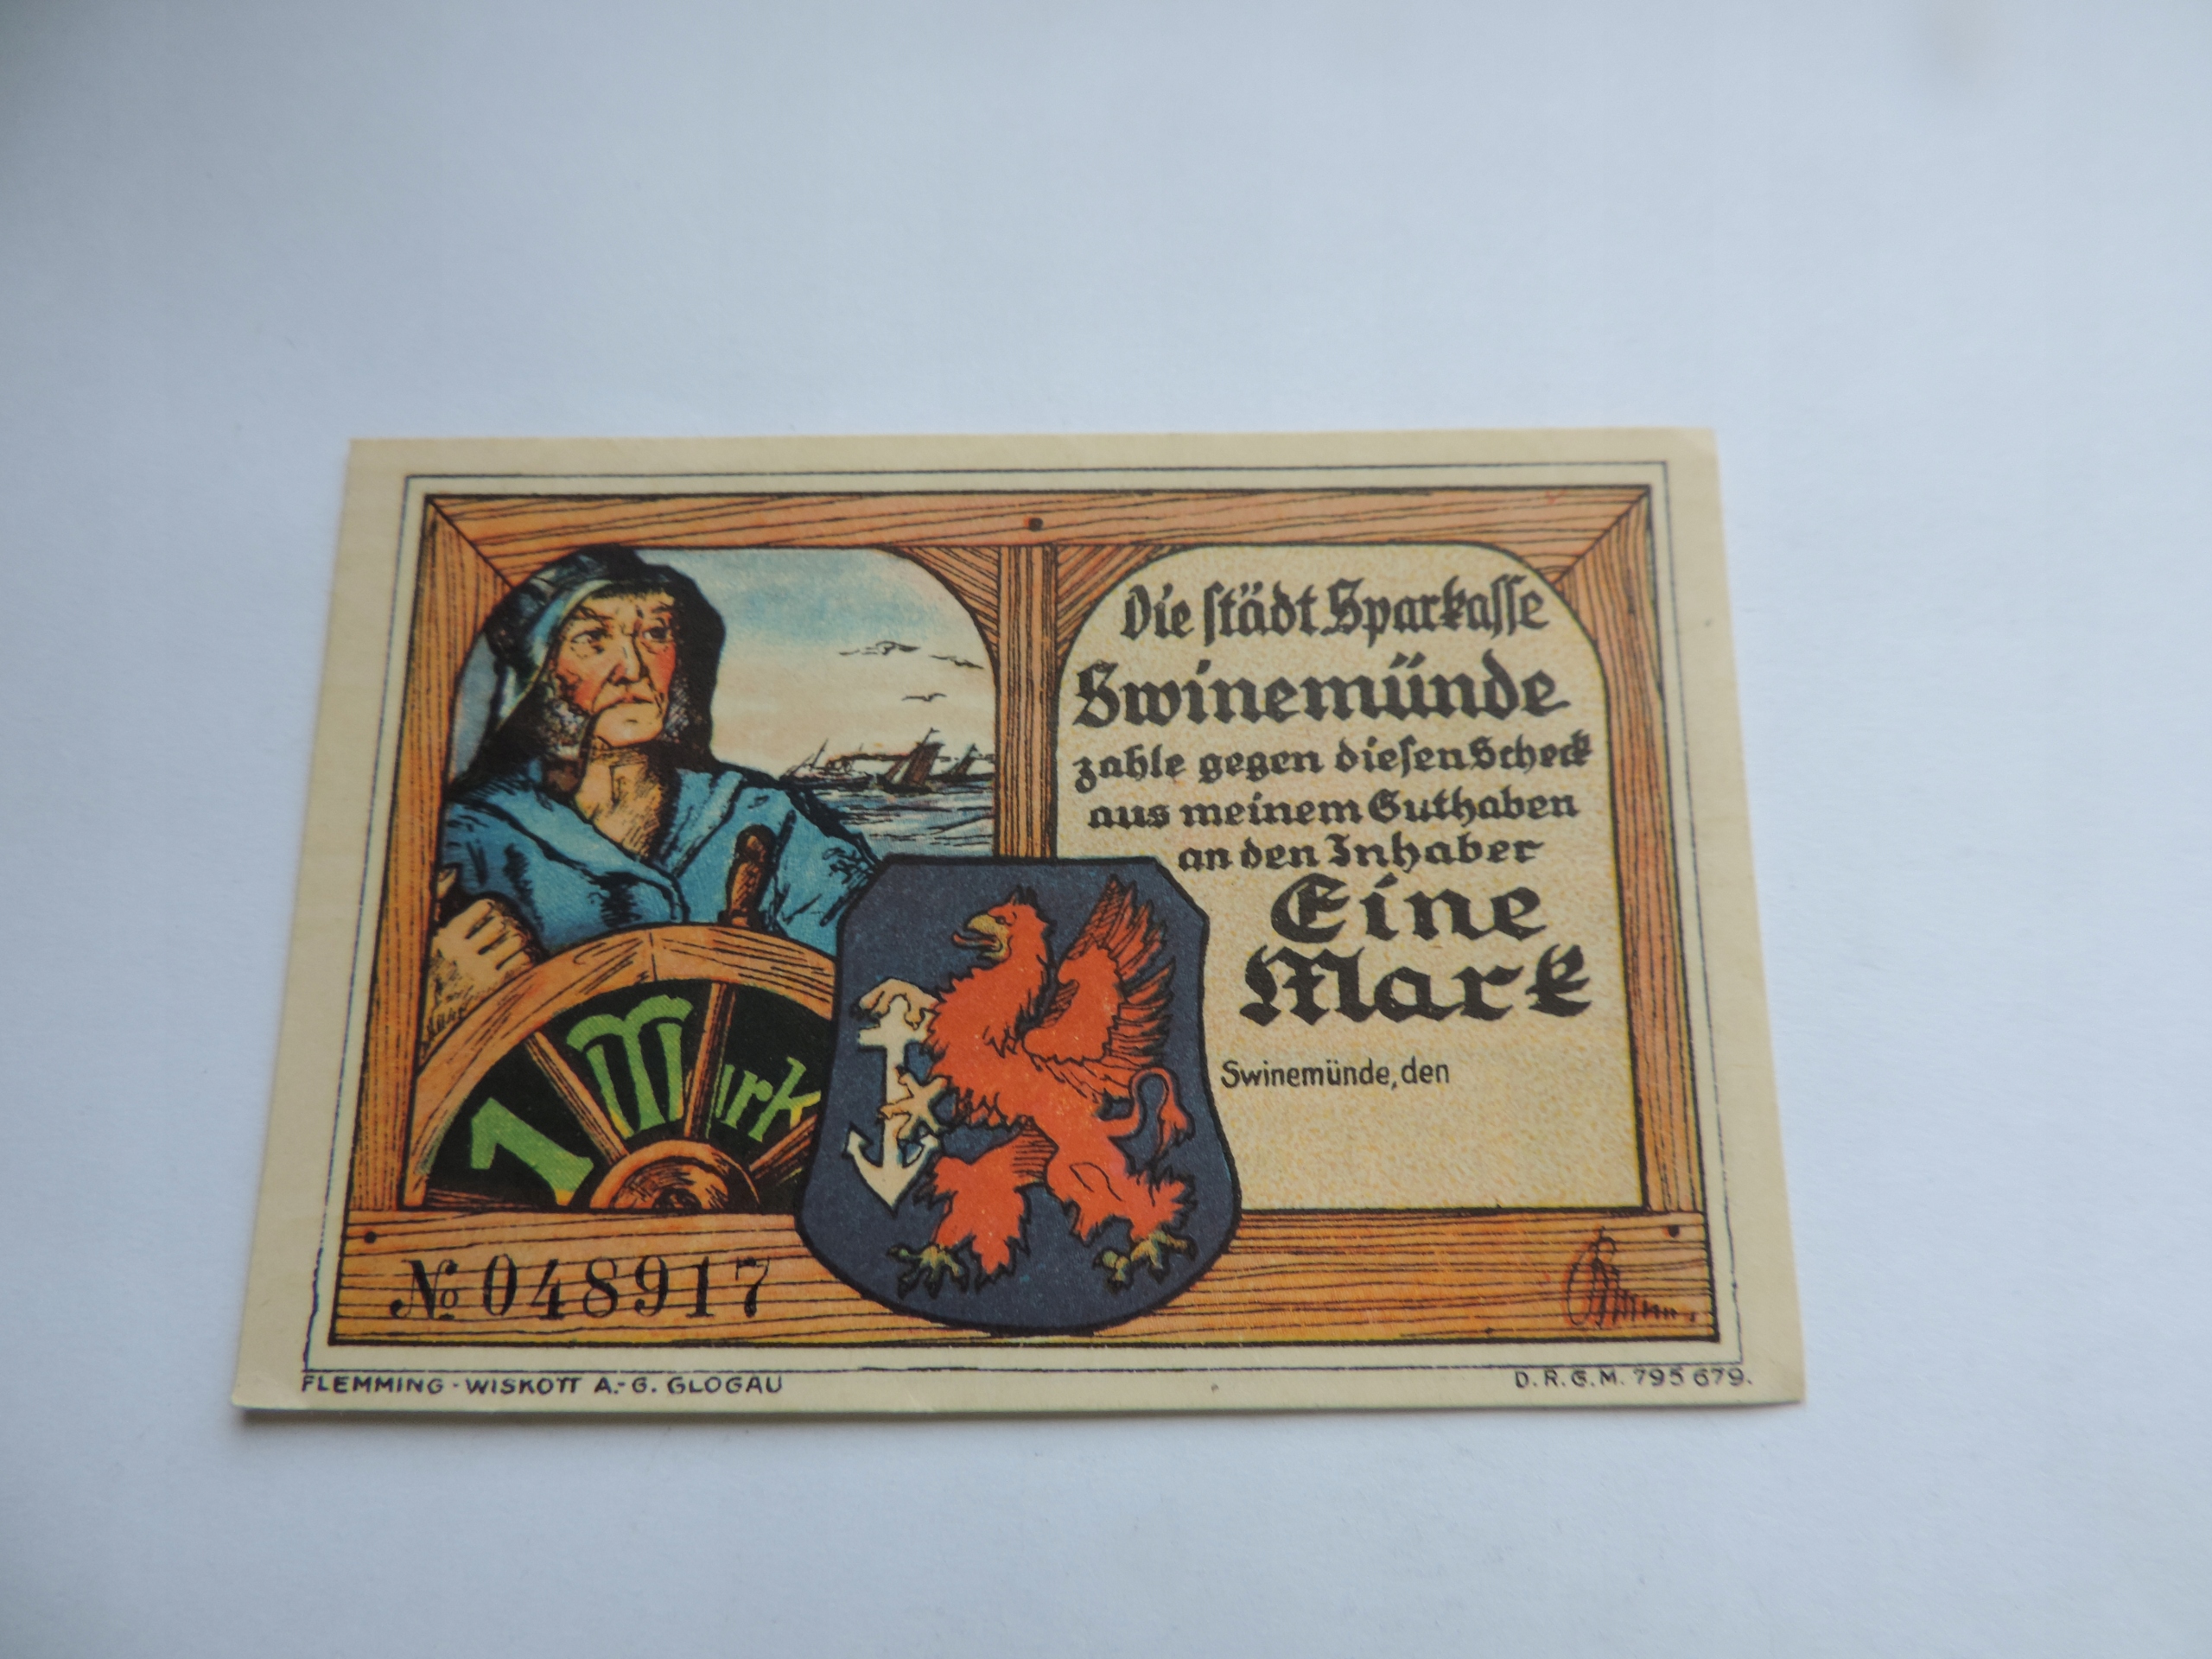 Die städt Sparkasse
Swinemünde
zahle gegen diesen Scheck
aus meinem Guthaben
an den Inhaber
Eine
Mark
Swinemünde, den
1 Mark
№ 048917
FLEMMING-WISKOTT A.-G. GLOGAU
D.R.G.M. 795 679.